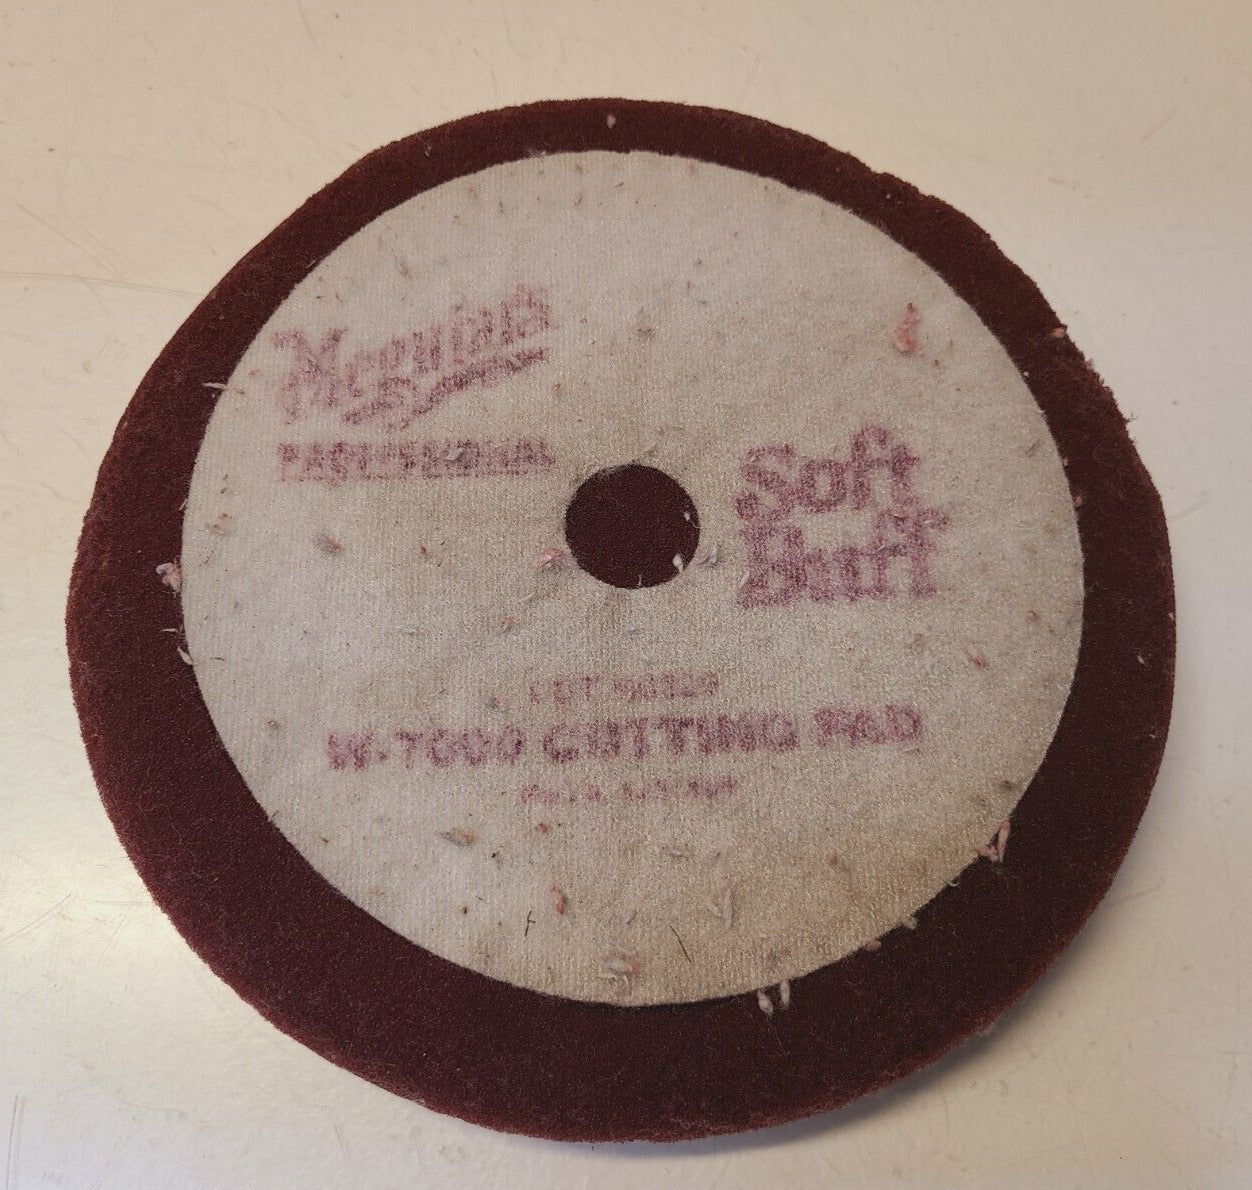 Meguiar's
PROFESSIONAL
Soft
Buff
W-7000 CUTTING PAD